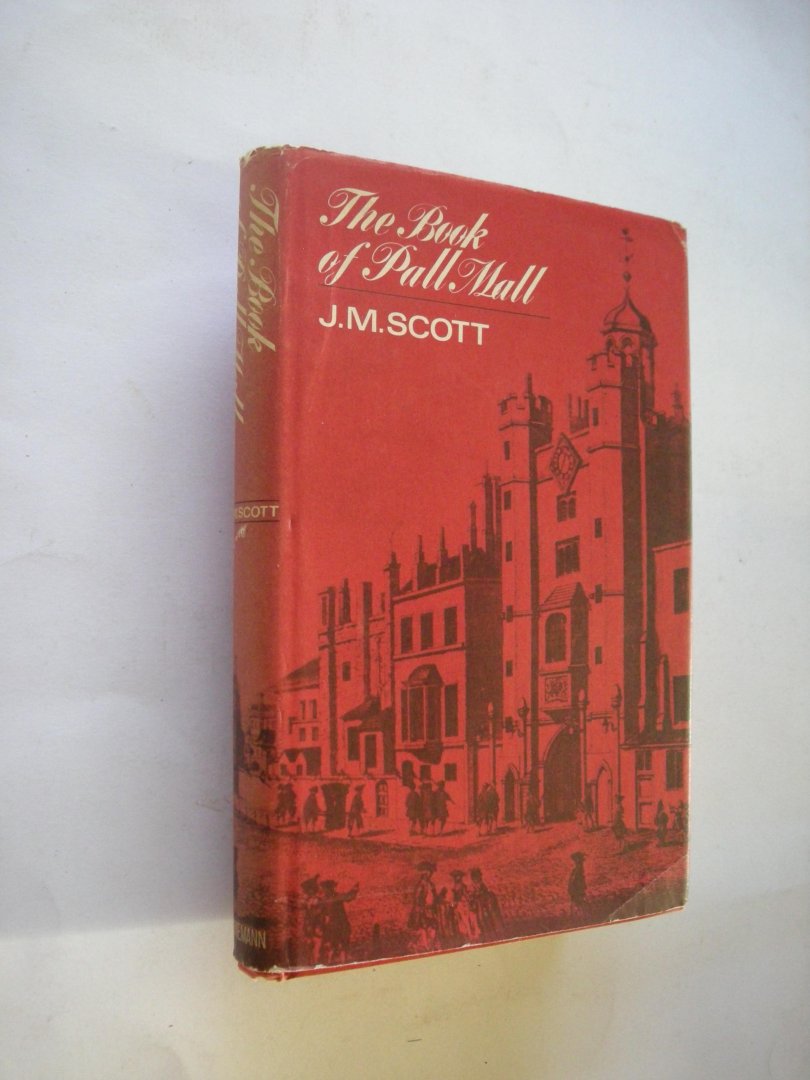 The Book
of Pall Mall
J.M.SCOTT
The Book
SCOTT